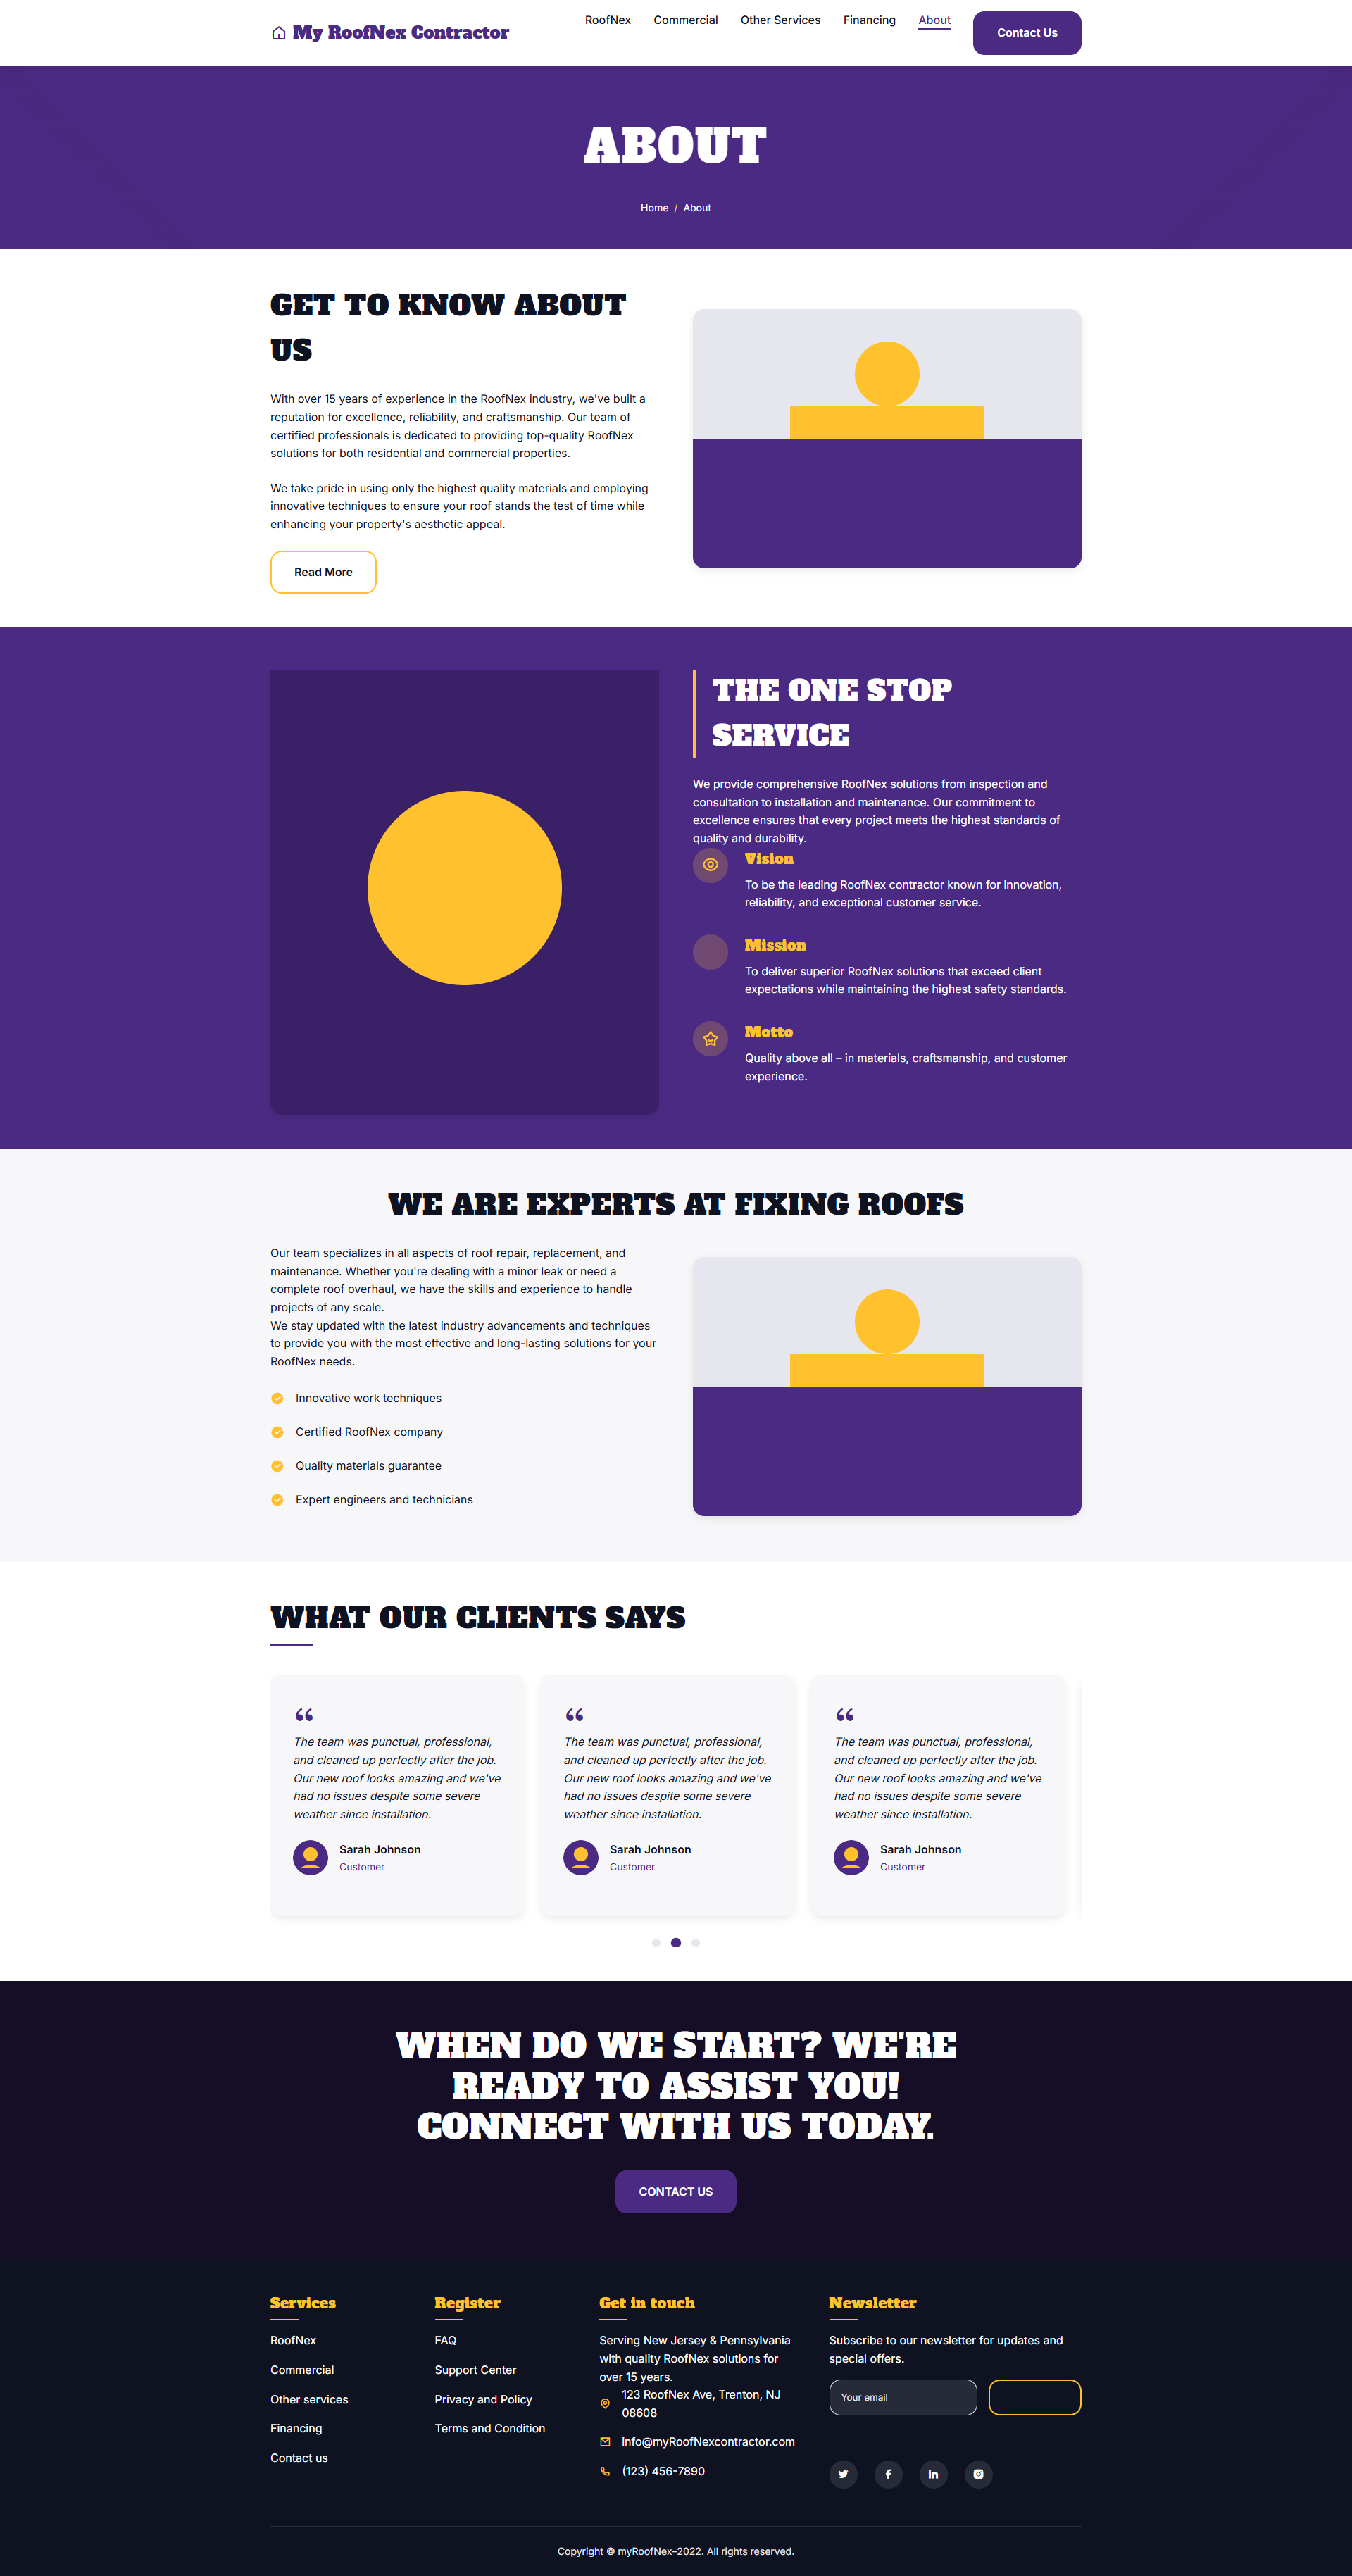 My RoofNex Contractor
RoofNex
Commercial
Other Services
Financing
About
Contact Us
ABOUT
Home / About
GET TO KNOW ABOUT
US
With over 15 years of experience in the RoofNex industry, we've built a
reputation for excellence, reliability, and craftsmanship. Our team of
certified professionals is dedicated to providing top-quality RoofNex
solutions for both residential and commercial properties.
We take pride in using only the highest quality materials and employing
innovative techniques to ensure your roof stands the test of time while
enhancing your property's aesthetic appeal.
Read More
THE ONE STOP
SERVICE
We provide comprehensive RoofNex solutions from inspection and
consultation to installation and maintenance. Our commitment to
excellence ensures that every project meets the highest standards of
quality and durability.
Vision
To be the leading RoofNex contractor known for innovation,
reliability, and exceptional customer service.
Mission
To deliver superior RoofNex solutions that exceed client
expectations while maintaining the highest safety standards.
Motto
Quality above all – in materials, craftsmanship, and customer
experience.
WE ARE EXPERTS AT FIXING ROOFS
Our team specializes in all aspects of roof repair, replacement, and
maintenance. Whether you're dealing with a minor leak or need a
complete roof overhaul, we have the skills and experience to handle
projects of any scale.
We stay updated with the latest industry advancements and techniques
to provide you with the most effective and long-lasting solutions for your
RoofNex needs.
Innovative work techniques
Certified RoofNex company
Quality materials guarantee
Expert engineers and technicians
WHAT OUR CLIENTS SAYS
The team was punctual, professional,
and cleaned up perfectly after the job.
Our new roof looks amazing and we've
had no issues despite some severe
weather since installation.
Sarah Johnson
Customer
The team was punctual, professional,
and cleaned up perfectly after the job.
Our new roof looks amazing and we've
had no issues despite some severe
weather since installation.
Sarah Johnson
Customer
The team was punctual, professional,
and cleaned up perfectly after the job.
Our new roof looks amazing and we've
had no issues despite some severe
weather since installation.
Sarah Johnson
Customer
WHEN DO WE START? WE'RE
READY TO ASSIST YOU!
CONNECT WITH US TODAY.
CONTACT US
Services
RoofNex
Commercial
Other services
Financing
Contact us
Register
FAQ
Support Center
Privacy and Policy
Terms and Condition
Get in touch
Serving New Jersey & Pennsylvania
with quality RoofNex solutions for
over 15 years.
123 RoofNex Ave, Trenton, NJ
08608
info@myRoofNexcontractor.com
(123) 456-7890
Newsletter
Subscribe to our newsletter for updates and
special offers.
Your email
Copyright © myRoofNex–2022. All rights reserved.